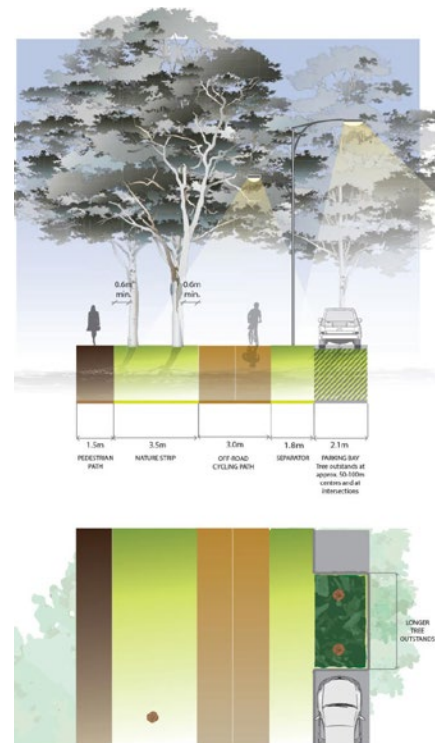 0.6m
min.
0.6m
min.
1.5m
PEDESTRIAN
PATH
3.5m
NATURE STRIP
3.0m
OFF-ROAD
CYCLING PATH
1.8m
SEPARATOR
2.1m
PARKING BAY
Tree outstands at
approx. 50-100m
centers and at
intersections
LONGER
TREE
OUTSTANDS